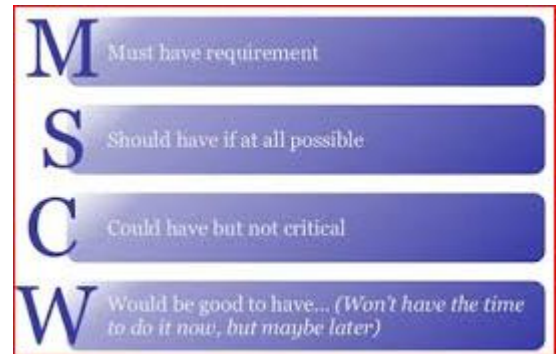 M Must have requirement
S Should have if at all possible
C Could have but not critical
W Would be good to have... (Won't have the time
to do it now, but maybe later)